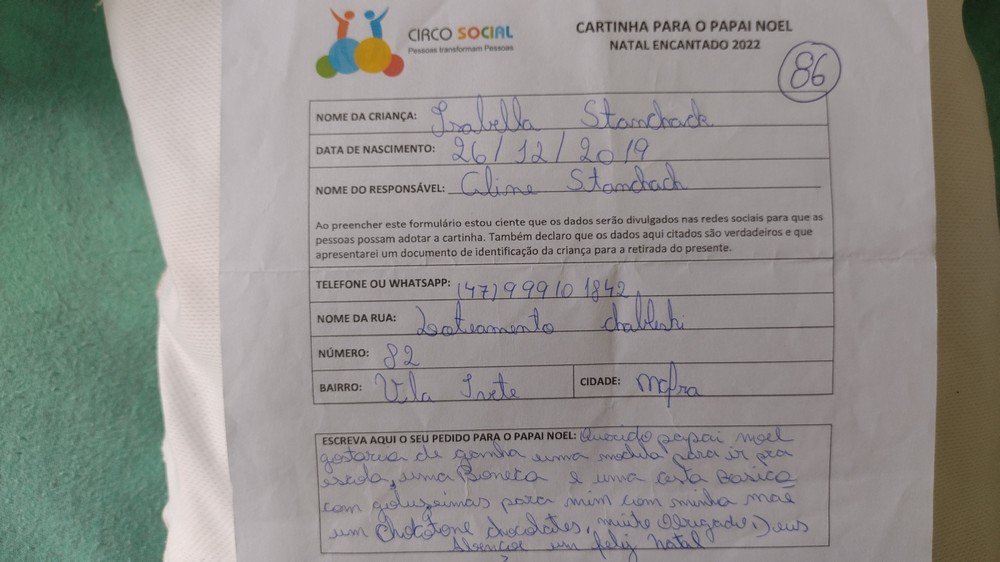 CIRCO SOCIAL
Pessoas transformam Pessoas
CARTINHA PARA O PAPAI NOEL
NATAL ENCANTADO 2022
86
NOME DA CRIANÇA: Isabella Stanchack
DATA DE NASCIMENTO: 26/12/2019
NOME DO RESPONSÁVEL: Aline Stanchack
Ao preencher este formulário estou ciente que os dados serão divulgados nas redes sociais para que as
pessoas possam adotar a cartinha. Também declaro que os dados aqui citados são verdadeiros e que
apresentarei um documento de identificação da criança para a retirada do presente.
TELEFONE OU WHATSAPP: (47) 99910 1842
NOME DA RUA: Loteamento
NÚMERO: 82
BAIRRO: Vila Ivete CIDADE: Mafra
ESCREVA AQUI O SEU PEDIDO PARA O PAPAI NOEL: Querido papai noel
gostaria de ganha uma para ir pra
escola, uma Boneca e uma cesta Basica
com guluzeimas para mim com minha mae
um chocotone chocolates, muito Obrigado, Deus
Abençoe um feliz natal